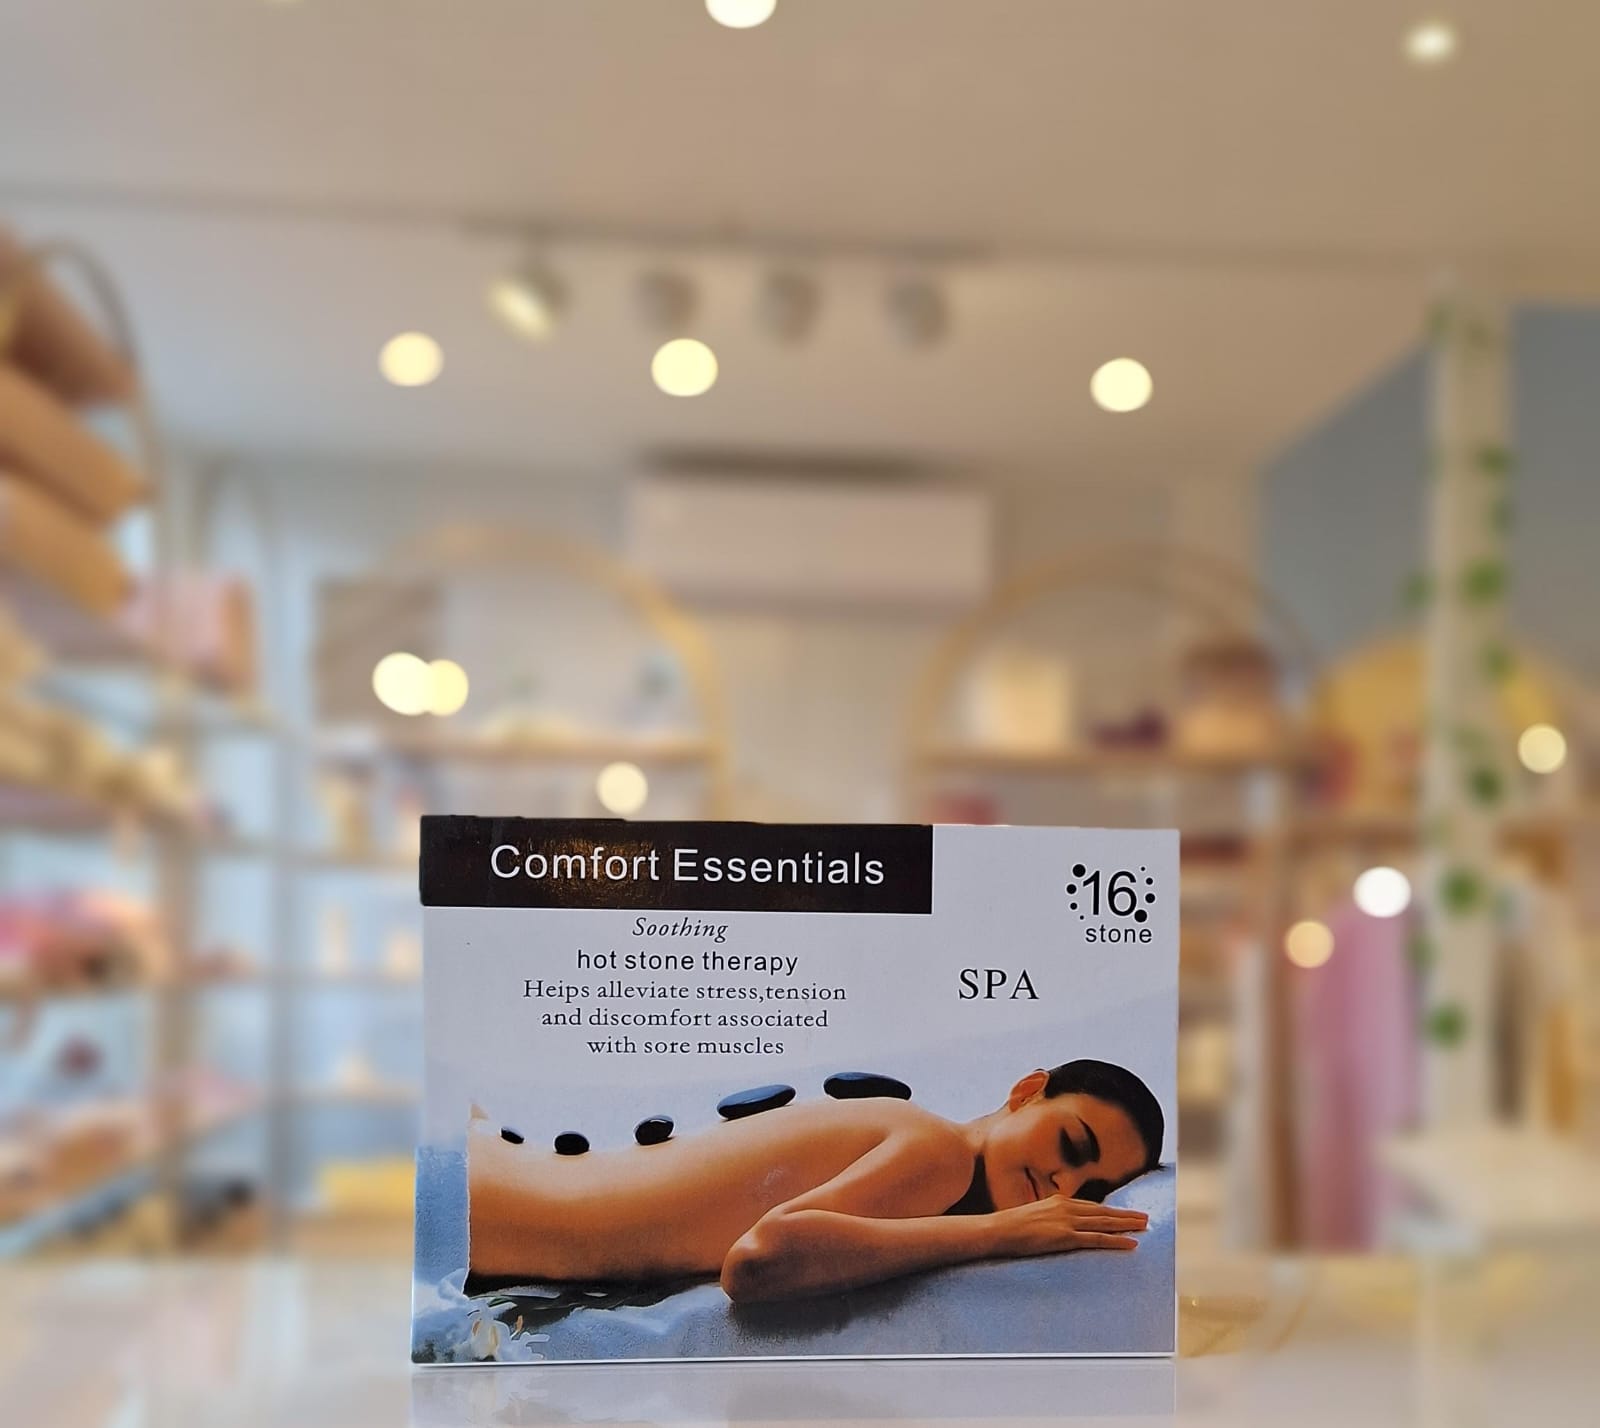 Comfort Essentials
16
stone
Soothing
hot stone therapy
Heips alleviate stress,tension
and discomfort associated
with sore muscles
SPA